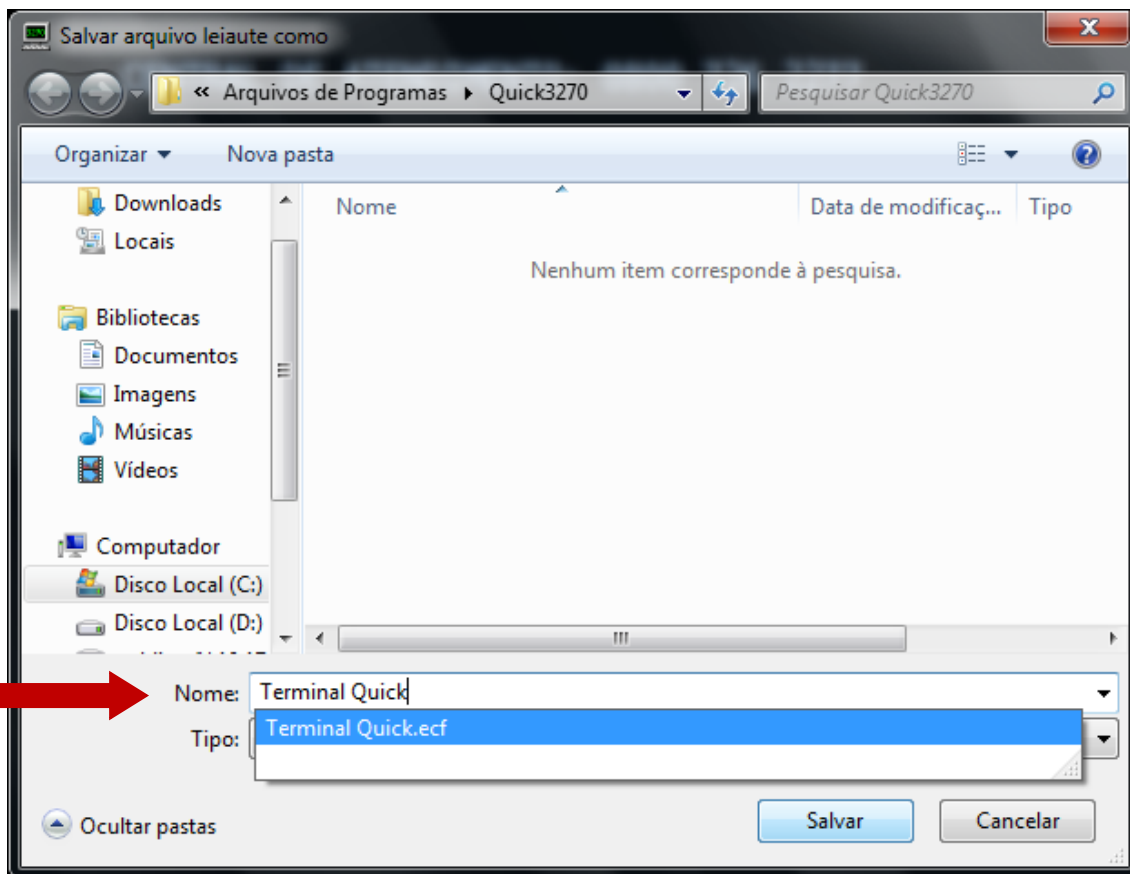 Salvar arquivo leiaute como
« Arquivos de Programas Quick3270
Pesquisar Quick3270
Organizar Nova pasta
Nome Data de modificaç... Tipo
Nenhum item corresponde à pesquisa.
Downloads
Locais
Bibliotecas
Documentos
Imagens
Músicas
Vídeos
Computador
Disco Local (C:)
Disco Local (D:)
Nome: Terminal Quick
Terminal Quick.ecf
Tipo:
Ocultar pastas
Salvar Cancelar